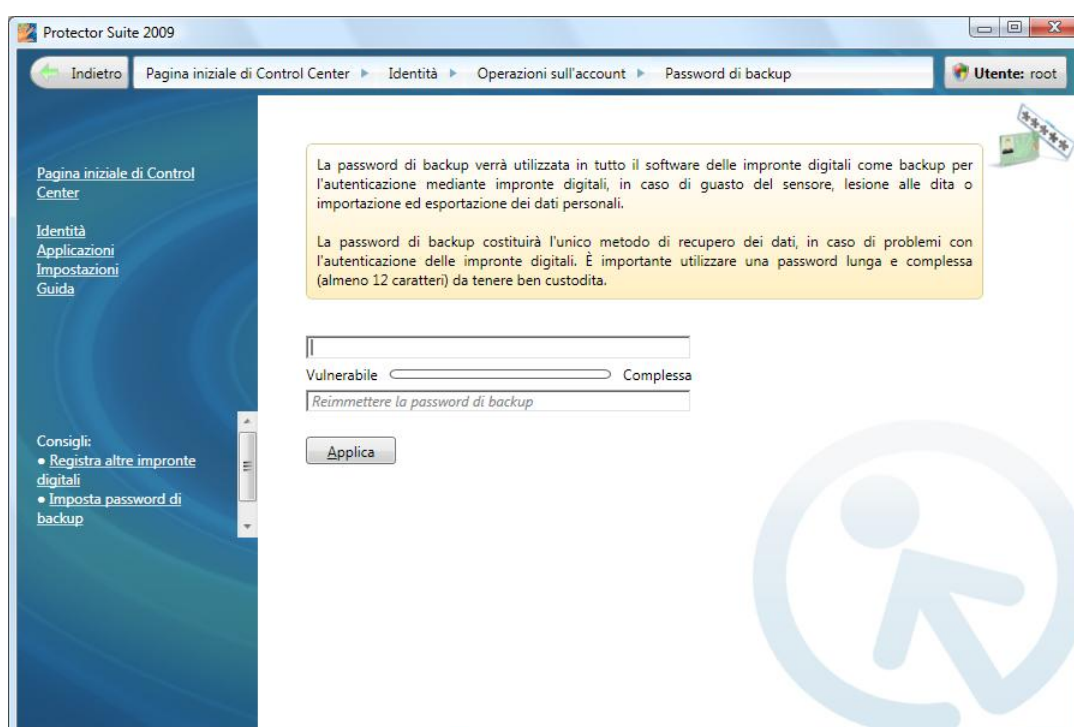 Protector Suite 2009
Indietro Pagina iniziale di Control Center Identità Operazioni sull'account Password di backup Utente: root
Pagina iniziale di Control
Center
Identità
Applicazioni
Impostazioni
Guida
Consigli:
• Registra altre impronte
digitali
• Imposta password di
backup
La password di backup verrà utilizzata in tutto il software delle impronte digitali come backup per
l'autenticazione mediante impronte digitali, in caso di guasto del sensore, lesione alle dita o
importazione ed esportazione dei dati personali.
La password di backup costituirà l'unico metodo di recupero dei dati, in caso di problemi con
l'autenticazione delle impronte digitali. È importante utilizzare una password lunga e complessa
(almeno 12 caratteri) da tenere ben custodita.
Vulnerabile Complessa
Reimmettere la password di backup
Applica